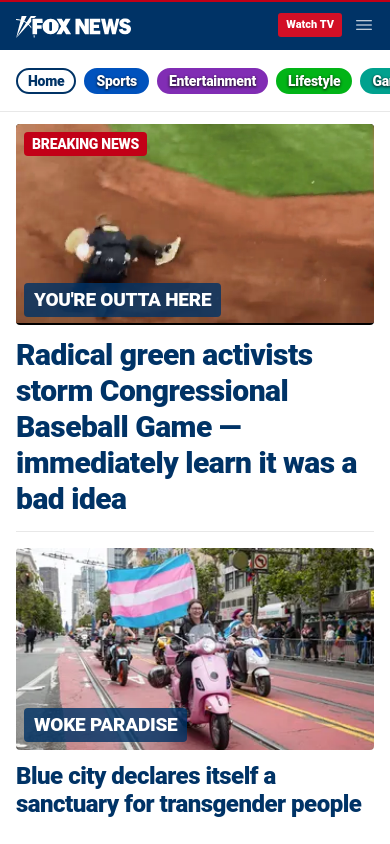 FOX NEWS
Watch TV
Home
Sports
Entertainment
Lifestyle
BREAKING NEWS
YOU'RE OUTTA HERE
Radical green activists
storm Congressional
Baseball Game —
immediately learn it was a
bad idea
WOKE PARADISE
Blue city declares itself a
sanctuary for transgender people